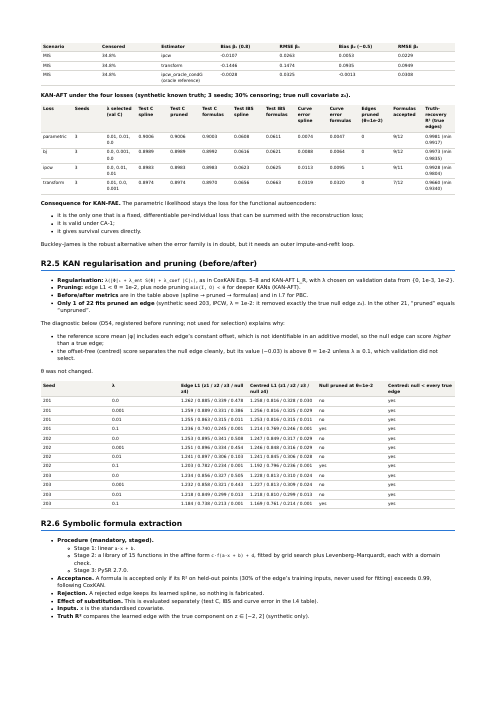 Scenario Censored Estimator Bias β₁ (0.8) RMSE β₁ Bias β₂ (−0.5) RMSE β₂
MIS 34.8% ipcw -0.0107 0.0263 0.0053 0.0229
MIS 34.8% transform -0.1446 0.1474 0.0935 0.0949
MIS 34.8% ipcw_oracle_condG (oracle reference) -0.0028 0.0325 -0.0013 0.0308
KAN-AFT under the four losses (synthetic known truth; 3 seeds; 30% censoring; true null covariate z₄).
Loss Seeds λ selected (val C) Test C spline Test C pruned Test C formulas Test IBS spline Test IBS formulas Curve error spline Curve error formulas Edges pruned (θ=1e-2) Formulas accepted Truth-recovery R² (true edges)
parametric 3 0.01, 0.01, 0.0 0.9006 0.9006 0.9003 0.0608 0.0611 0.0074 0.0047 0 9/12 0.9981 (min 0.9917)
bj 3 0.0, 0.001, 0.0 0.8989 0.8989 0.8992 0.0616 0.0621 0.0088 0.0064 0 9/12 0.9973 (min 0.9835)
ipcw 3 0.0, 0.01, 0.01 0.8983 0.8983 0.8983 0.0623 0.0625 0.0113 0.0095 1 9/11 0.9928 (min 0.9804)
transform 3 0.01, 0.0, 0.001 0.8974 0.8974 0.8970 0.0656 0.0663 0.0319 0.0320 0 7/12 0.9660 (min 0.9340)
Consequence for KAN-FAE. The parametric likelihood stays the loss for the functional autoencoders:
• it is the only one that is a fixed, differentiable per-individual loss that can be summed with the reconstruction loss;
• it is valid under CA-1;
• it gives survival curves directly.
Buckley–James is the robust alternative when the error family is in doubt, but it needs an outer impute-and-refit loop.
R2.5 KAN regularisation and pruning (before/after)
• Regularisation: as in CoxKAN Eqs. 5–8 and KAN-AFT L_R, with λ chosen on validation data from {0, 1e-3, 1e-2}.
• Pruning: edge L1 < θ = 1e-2, plus node pruning for deeper KANs (KAN-AFT).
• Before/after metrics are in the table above (spline → pruned → formulas) and in I.7 for PBC.
• Only 1 of 22 fits pruned an edge (synthetic seed 203, IPCW, λ = 1e-2: it removed exactly the true null edge z₄). In the other 21, "pruned" equals
"unpruned".
The diagnostic below (D54, registered before running; not used for selection) explains why:
• the reference score mean |φ| includes each edge's constant offset, which is not identifiable in an additive model, so the null edge can score higher
than a true edge;
• the offset-free (centred) score separates the null edge cleanly, but its value (~0.03) is above θ = 1e-2 unless λ ≥ 0.1, which validation did not
select.
θ was not changed.
Seed λ Edge L1 (z1 / z2 / z3 / null z4) Centred L1 (z1 / z2 / z3 / null z4) Null pruned at θ=1e-2 Centred: null < every true edge
201 0.0 1.262 / 0.885 / 0.339 / 0.478 1.258 / 0.816 / 0.328 / 0.030 no yes
201 0.001 1.259 / 0.889 / 0.331 / 0.386 1.256 / 0.816 / 0.325 / 0.029 no yes
201 0.01 1.255 / 0.863 / 0.315 / 0.011 1.248 / 0.816 / 0.315 / 0.011 no yes
201 0.1 1.236 / 0.740 / 0.245 / 0.001 1.214 / 0.769 / 0.246 / 0.001 yes yes
202 0.0 1.253 / 0.895 / 0.341 / 0.508 1.247 / 0.849 / 0.317 / 0.029 no yes
202 0.001 1.251 / 0.896 / 0.334 / 0.454 1.246 / 0.848 / 0.316 / 0.029 no yes
202 0.01 1.241 / 0.897 / 0.306 / 0.103 1.241 / 0.845 / 0.306 / 0.028 no yes
202 0.1 1.203 / 0.782 / 0.234 / 0.001 1.192 / 0.796 / 0.236 / 0.001 yes yes
203 0.0 1.234 / 0.856 / 0.327 / 0.505 1.228 / 0.813 / 0.310 / 0.024 no yes
203 0.001 1.232 / 0.858 / 0.321 / 0.443 1.227 / 0.813 / 0.309 / 0.024 no yes
203 0.01 1.218 / 0.849 / 0.299 / 0.013 1.218 / 0.810 / 0.299 / 0.013 no yes
203 0.1 1.184 / 0.738 / 0.213 / 0.001 1.169 / 0.761 / 0.214 / 0.001 yes yes
R2.6 Symbolic formula extraction
• Procedure (mandatory, staged).
Stage 1: linear a·x + b.
Stage 2: a library of 15 functions in the affine form c·f(a·x + b) + d, fitted by grid search plus Levenberg–Marquardt, each with a domain
check.
Stage 3: PySR 2.7.0.
• Acceptance. A formula is accepted only if its R² on held-out points (30% of the edge's training inputs, never used for fitting) exceeds 0.99,
following CoxKAN.
• Rejection. A rejected edge keeps its learned spline, so nothing is fabricated.
• Effect of substitution. This is evaluated separately (test C, IBS and curve error in the I.4 table).
• Inputs. x is the standardised covariate.
• Truth R² compares the learned edge with the true component on z ∈ [−2, 2] (synthetic only).